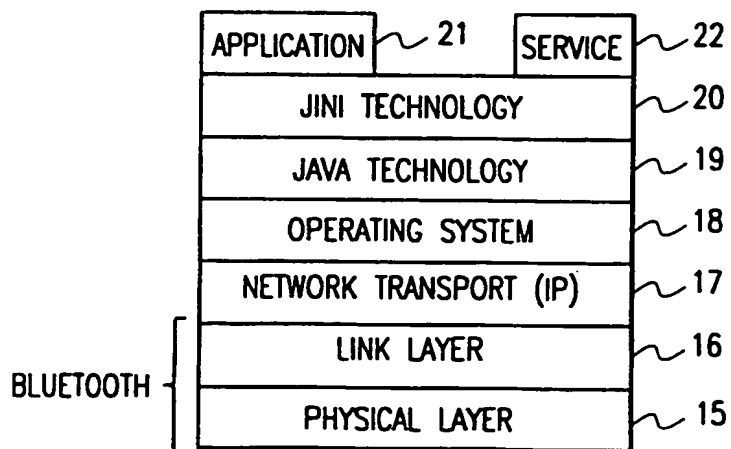 APPLICATION 21 SERVICE 22
JINI TECHNOLOGY 20
JAVA TECHNOLOGY 19
OPERATING SYSTEM 18
NETWORK TRANSPORT (IP) 17
LINK LAYER 16
BLUETOOTH
PHYSICAL LAYER 15